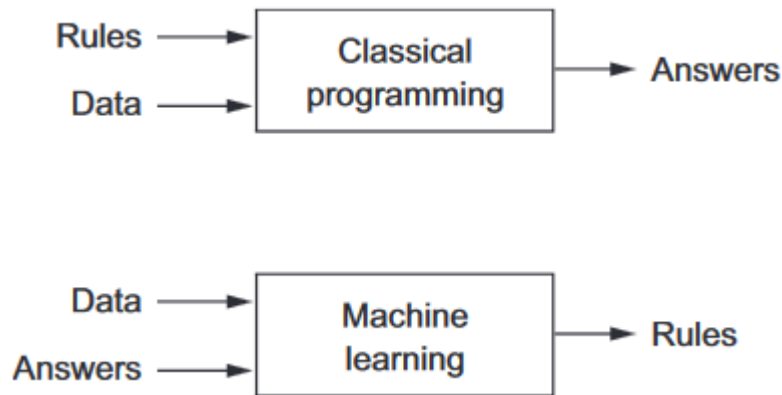 Rules
Data
Classical
programming
Answers
Data
Answers
Machine
learning
Rules